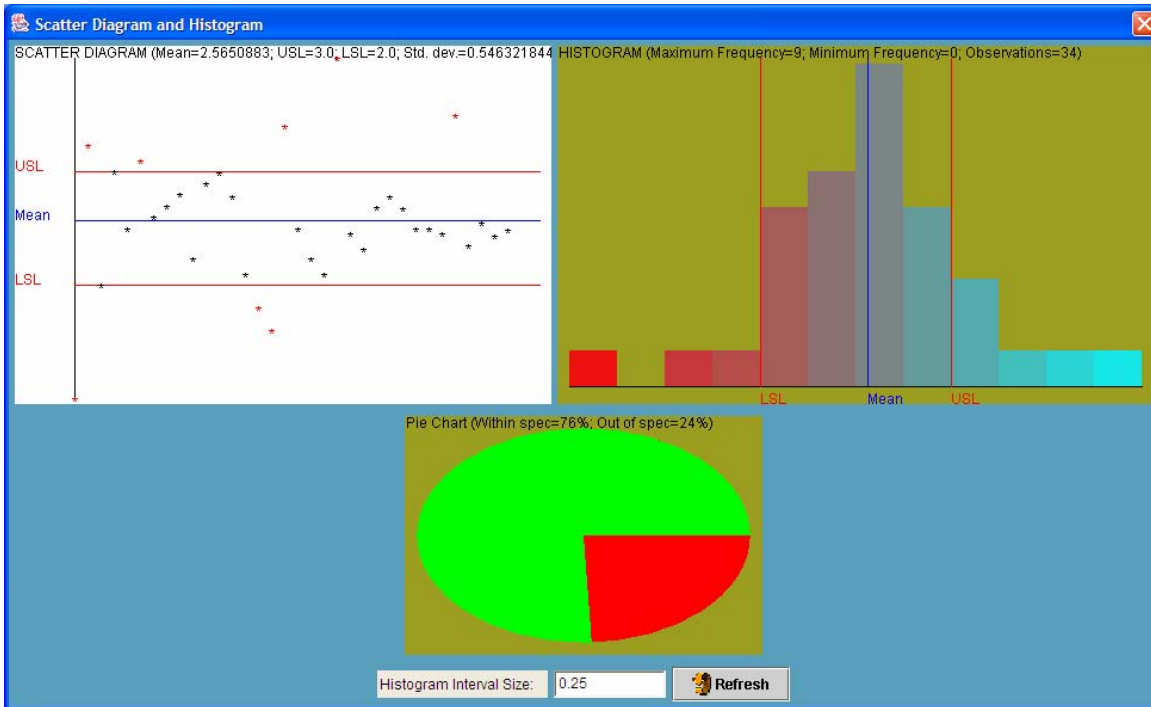 Scatter Diagram and Histogram
SCATTER DIAGRAM (Mean=2.5650883; USL=3.0; LSL=2.0; Std. dev.=0.546321844
USL
Mean
LSL
HISTOGRAM (Maximum Frequency=9; Minimum Frequency=0; Observations=34)
LSL Mean USL
Pie Chart (Within spec=76%; Out of spec=24%)
Histogram Interval Size: 0.25 Refresh